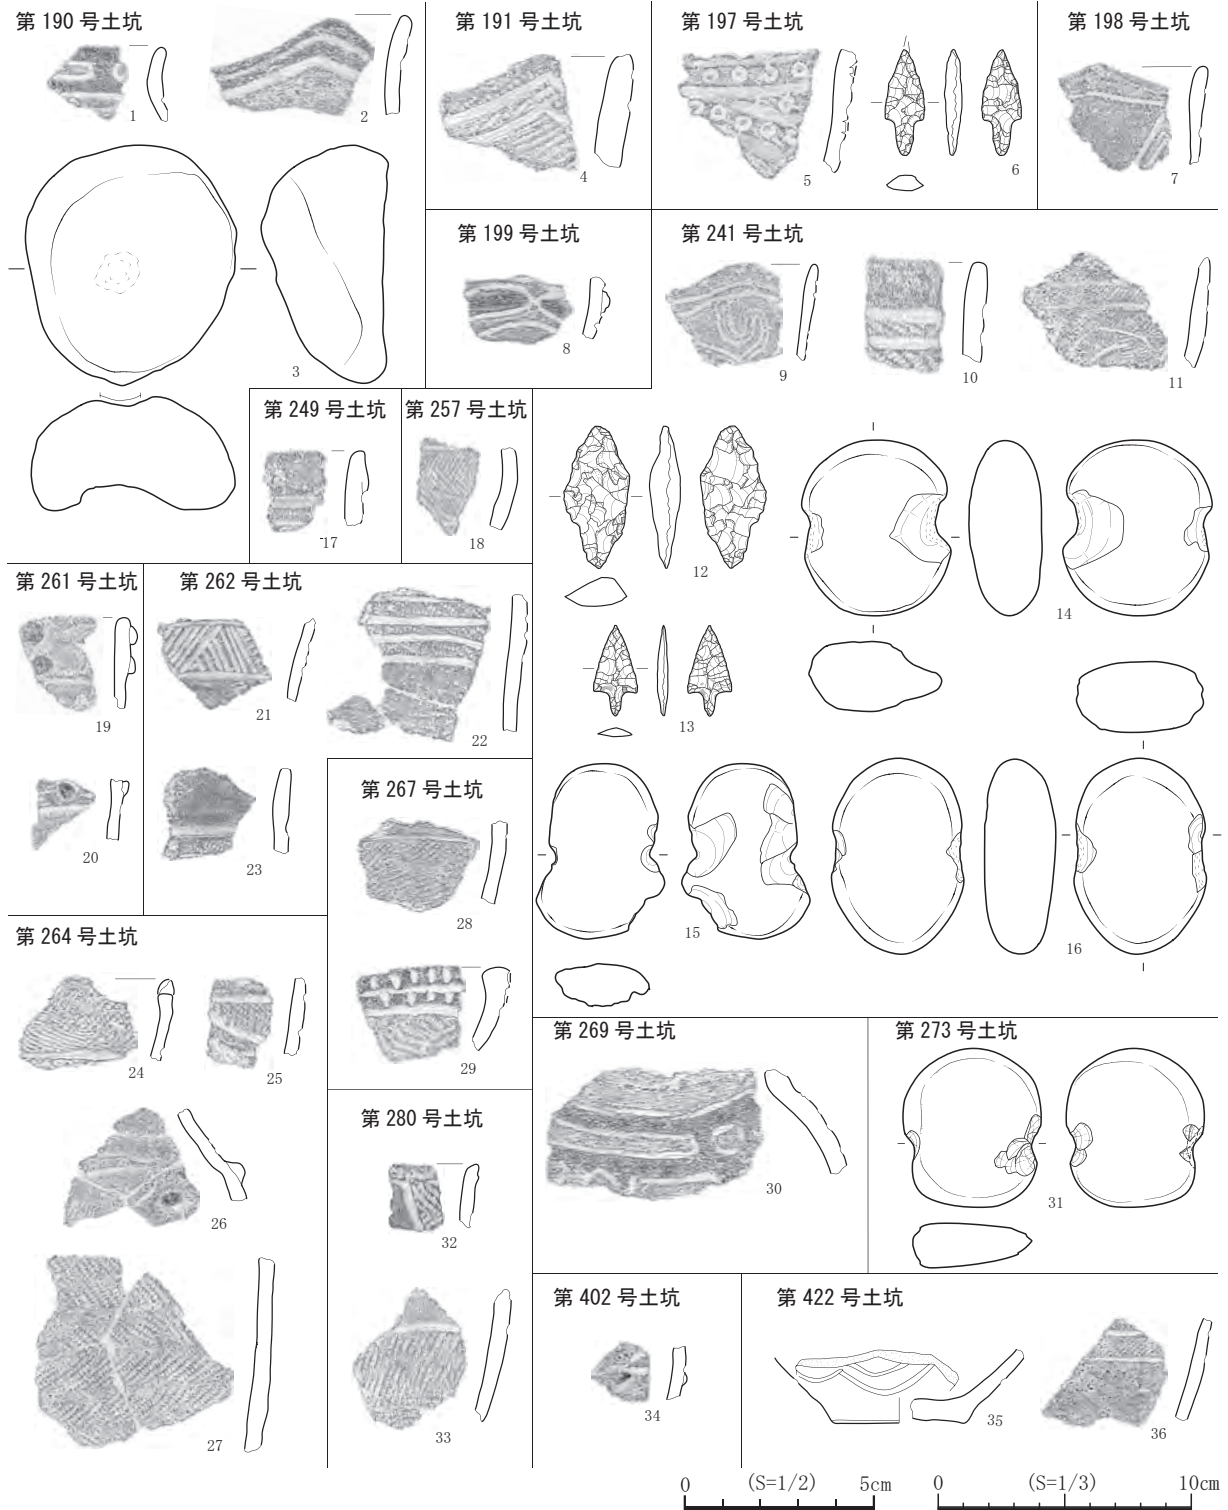 第 190 号土坑
1
2
3
第 191 号土坑
4
第 197 号土坑
5
6
第 198 号土坑
7
第 199 号土坑
8
第 241 号土坑
9
10
11
12
13
14
15
16
第 249 号土坑
17
第 257 号土坑
18
第 261 号土坑
19
20
第 262 号土坑
21
22
23
第 264 号土坑
24
25
26
27
第 267 号土坑
28
29
第 269 号土坑
30
第 273 号土坑
31
第 280 号土坑
32
33
第 402 号土坑
34
第 422 号土坑
35
36
0 (S=1/2) 5cm
0 (S=1/3) 10cm